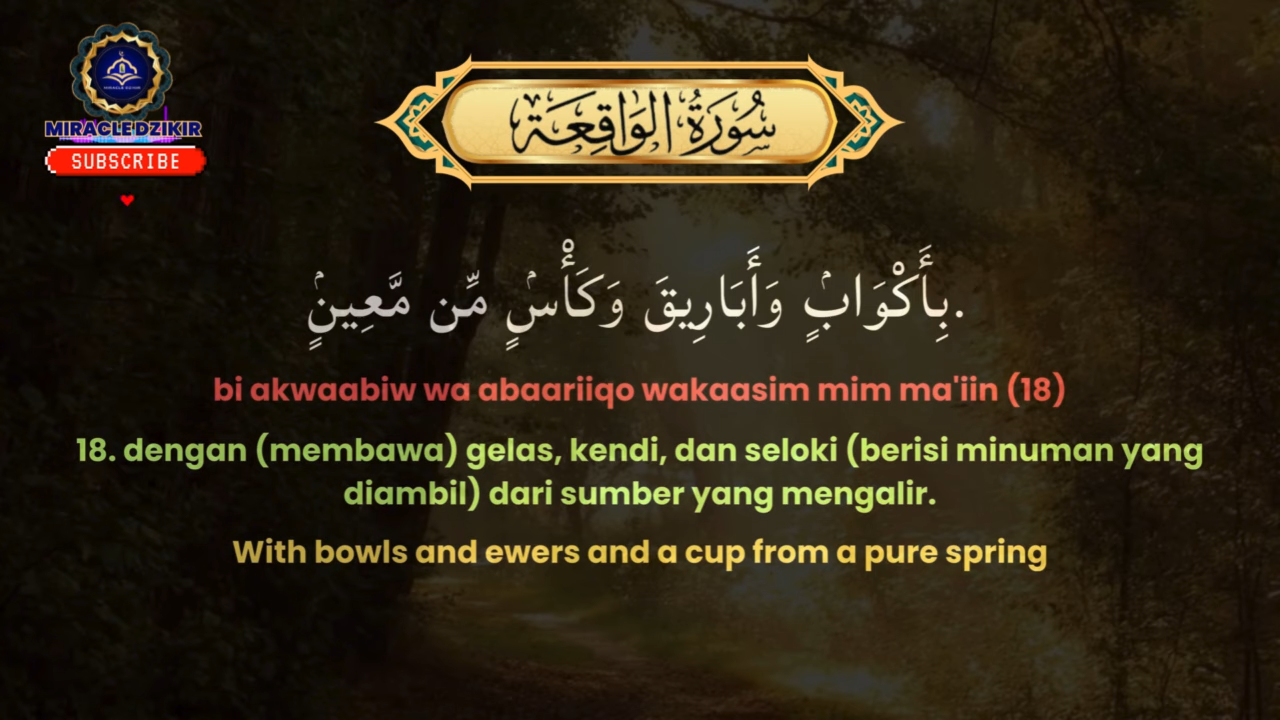 MIRACLE DZIKIR
MIRACLEDZIKIR
SUBSCRIBE
سُورَةُ الوَاقِعَة
بِأَكْوَابٍۢ وَأَبَارِيقَ وَكَأْسٍۢ مِّن مَّعِينٍۢ.
bi akwaabiw wa abaariiqo wakaasim mim ma'iin (18)
18. dengan (membawa) gelas, kendi, dan seloki (berisi minuman yang
diambil) dari sumber yang mengalir.
With bowls and ewers and a cup from a pure spring